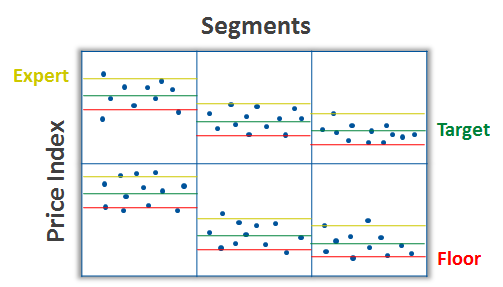 Segments
Expert
Price Index
Target
Floor